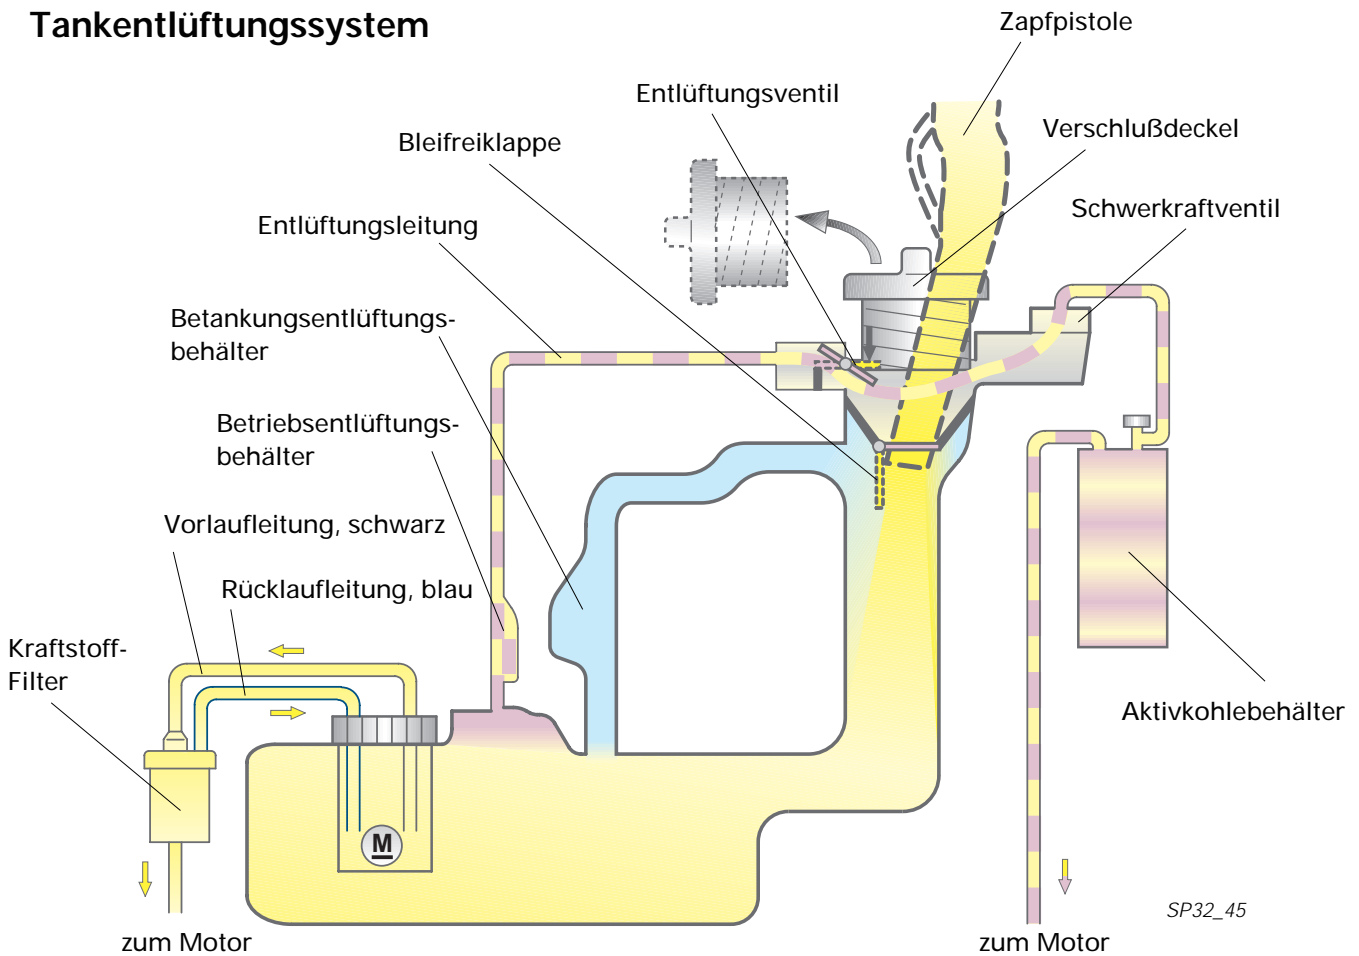 Tankentlüftungssystem
Zapfpistole
Entlüftungsventil
Verschlußdeckel
Bleifreiklappe
Schwerkraftventil
Entlüftungsleitung
Betankungsentlüftungs-
behälter
Betriebsentlüftungs-
behälter
Vorlaufleitung, schwarz
Rücklaufleitung, blau
Kraftstoff-
Filter
Aktivkohlebehälter
M
SP32_45
zum Motor
zum Motor